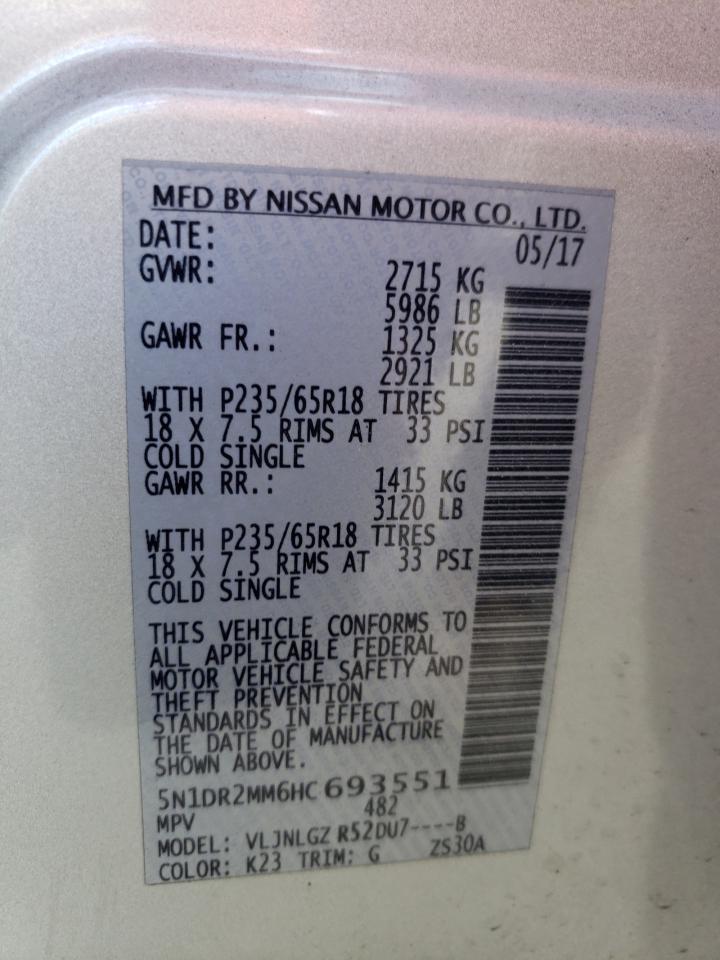 MFD BY NISSAN MOTOR CO., LTD.
DATE: 05/17
GVWR: 2715 KG
5986 LB
GAWR FR.: 1325 KG
2921 LB
WITH P235/65R18 TIRES
18 X 7.5 RIMS AT 33 PSI
COLD SINGLE
GAWR RR.: 1415 KG
3120 LB
WITH P235/65R18 TIRES
18 X 7.5 RIMS AT 33 PSI
COLD SINGLE
THIS VEHICLE CONFORMS TO
ALL APPLICABLE FEDERAL
MOTOR VEHICLE SAFETY AND
THEFT PREVENTION
STANDARDS IN EFFECT ON
THE DATE OF MANUFACTURE
SHOWN ABOVE.
5N1DR2MM6HC693551
MPV 482
MODEL: VLJNLGZ R52DU7----B
COLOR: K23 TRIM: G ZS30A